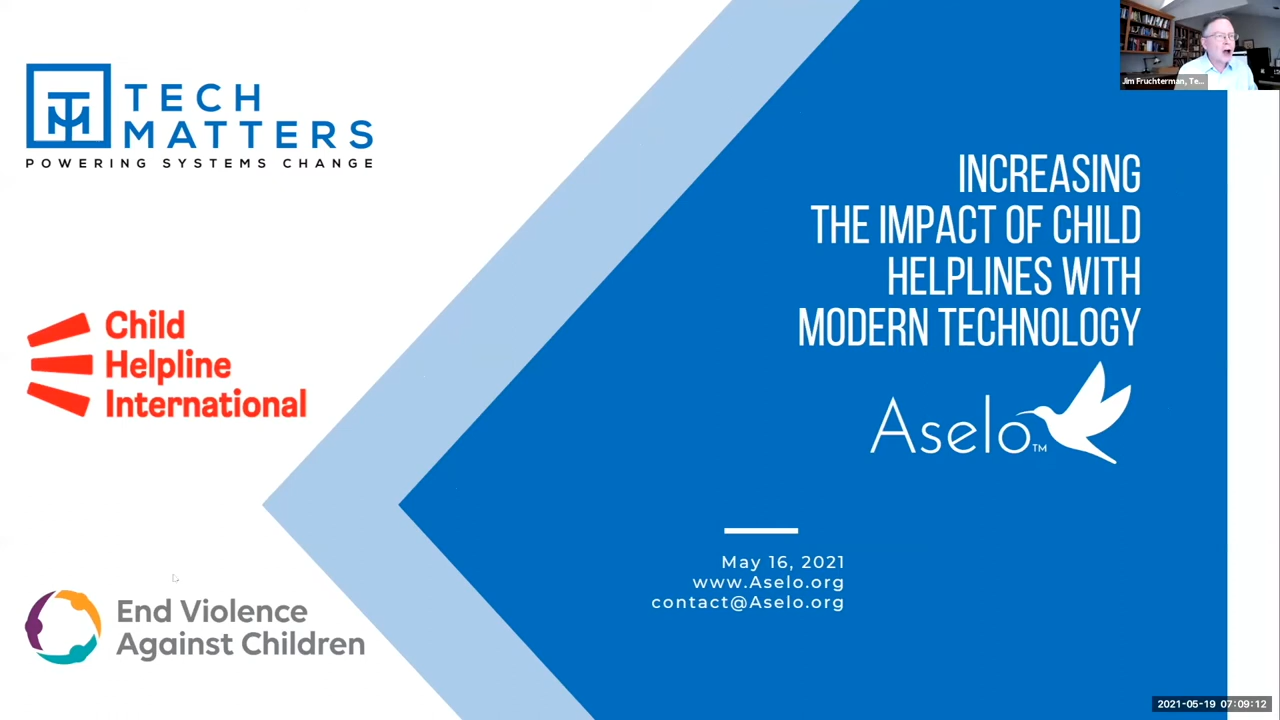 TECH
MATTERS
POWERING SYSTEMS CHANGE
Child
Helpline
International
End Violence
Against Children
INCREASING
THE IMPACT OF CHILD
HELPLINES WITH
MODERN TECHNOLOGY
Aselo™
May 16, 2021
www.Aselo.org
contact@Aselo.org
Jim Fruchterman, Te...
2021-05-19 07:09:12